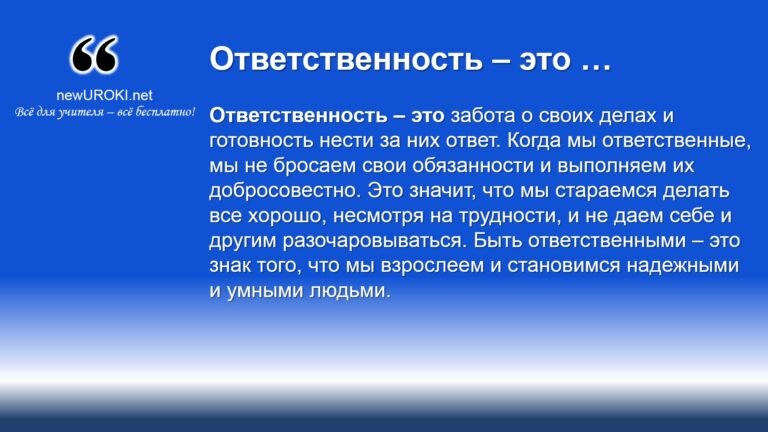 “
newUROKI.net
Всё для учителя – всё бесплатно!
Ответственность – это …
Ответственность – это забота о своих делах и
готовность нести за них ответ. Когда мы ответственные,
мы не бросаем свои обязанности и выполняем их
добросовестно. Это значит, что мы стараемся делать
все хорошо, несмотря на трудности, и не даем себе и
другим разочаровываться. Быть ответственными – это
знак того, что мы взрослеем и становимся надежными
и умными людьми.